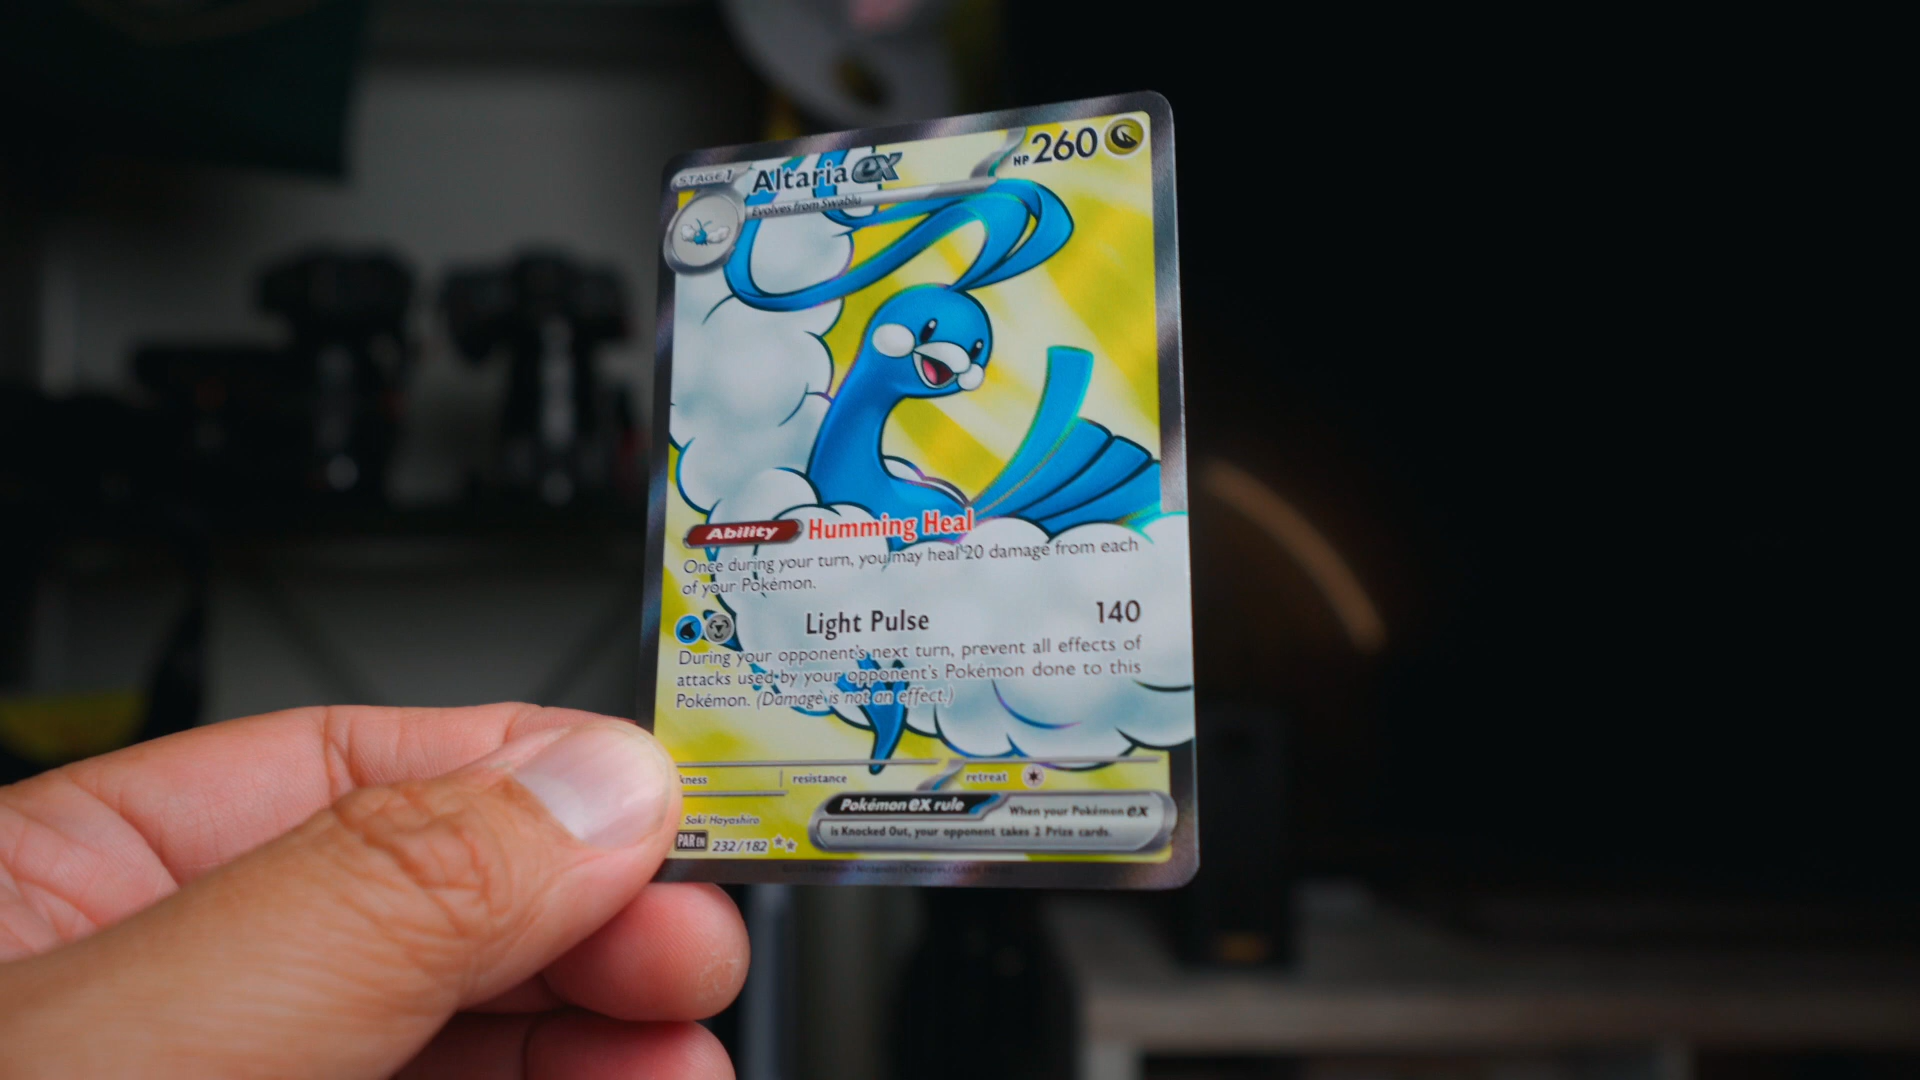 STAGE 1
Altaria ex
HP 260
Evolves from Swablu
Ability Humming Heal
Once during your turn, you may heal 20 damage from each
of your Pokémon.
Light Pulse 140
During your opponent's next turn, prevent all effects of
attacks used by your opponent's Pokémon done to this
Pokémon. (Damage is not an effect.)
kness resistance retreat
Pokémon ex rule When your Pokémon ex
is Knocked Out, your opponent takes 2 Prize cards.
Saki Hayashiro
PAR EN 232/182